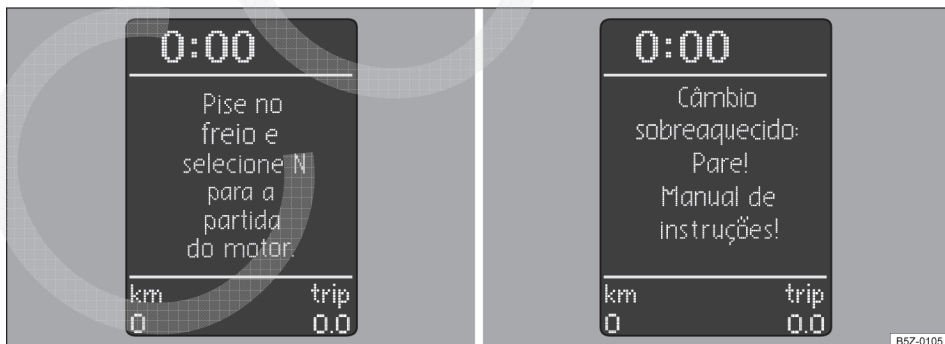 0:00
Pise no
freio e
selecione N
para a
partida
do motor.
km trip
0 0.0
0:00
Câmbio
sobreaquecido:
Pare!
Manual de
instruções!
km trip
0 0.0
B5Z-0105